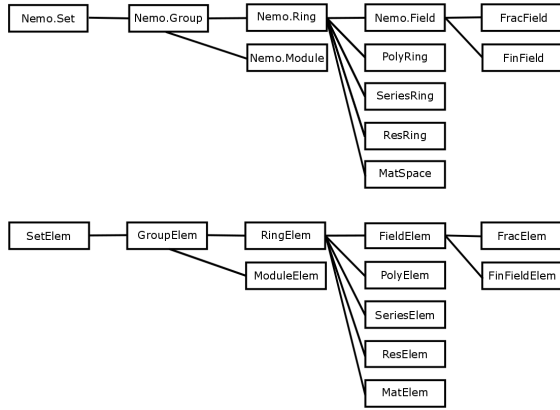 Nemo.Set
Nemo.Group
Nemo.Ring
Nemo.Field
FracField
Nemo.Module
PolyRing
FinField
SeriesRing
ResRing
MatSpace
SetElem
GroupElem
RingElem
FieldElem
FracElem
ModuleElem
PolyElem
FinFieldElem
SeriesElem
ResElem
MatElem